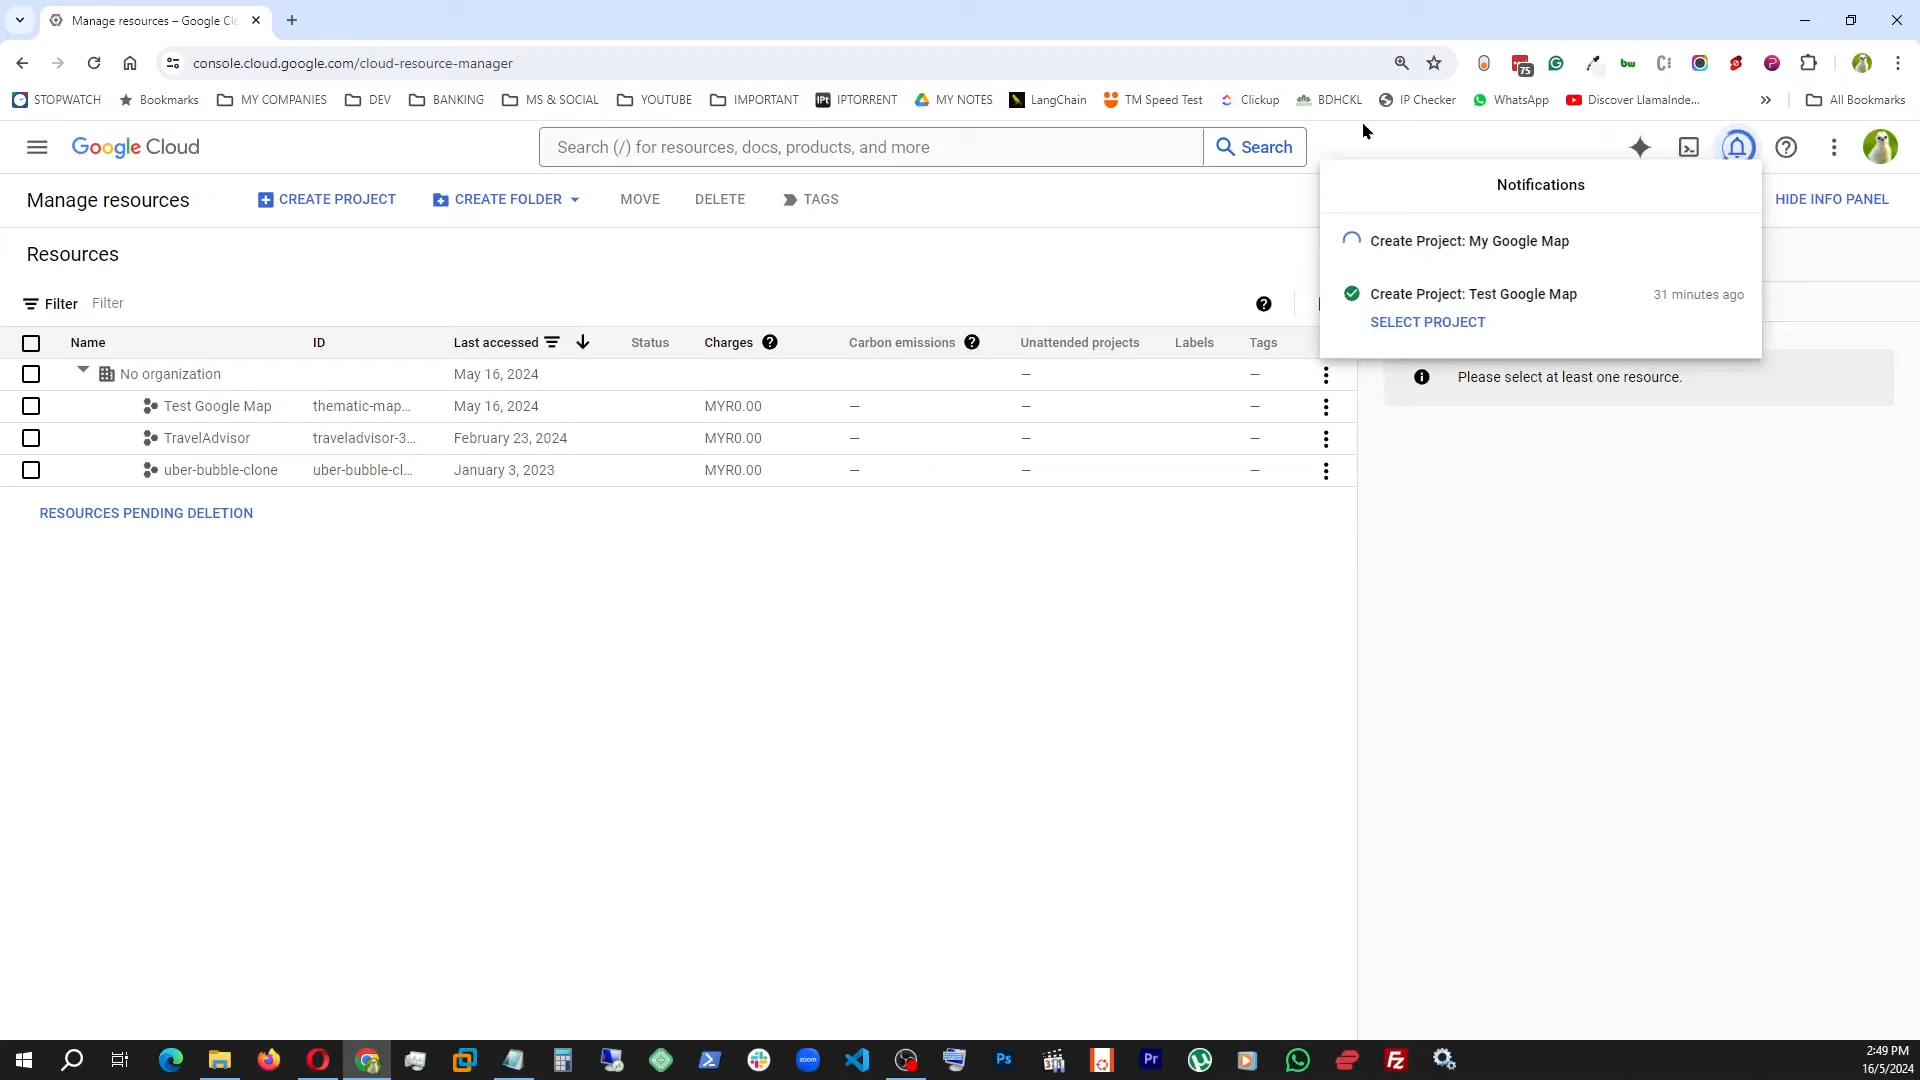 Manage resources – Google Clo
console.cloud.google.com/cloud-resource-manager
75
bw
STOPWATCH Bookmarks MY COMPANIES DEV BANKING MS & SOCIAL YOUTUBE IMPORTANT IPTORRENT MY NOTES LangChain TM Speed Test Clickup BDHCKL IP Checker WhatsApp Discover LlamaInde... » All Bookmarks
Google Cloud Search (/) for resources, docs, products, and more Search
Manage resources CREATE PROJECT CREATE FOLDER MOVE DELETE TAGS HIDE INFO PANEL
Notifications
Create Project: My Google Map
Create Project: Test Google Map 31 minutes ago
SELECT PROJECT
Please select at least one resource.
Resources
Filter Filter
Name ID Last accessed Status Charges Carbon emissions Unattended projects Labels Tags
No organization May 16, 2024 — —
Test Google Map thematic-map... May 16, 2024 MYR0.00 — — —
TravelAdvisor traveladvisor-3... February 23, 2024 MYR0.00 — — —
uber-bubble-clone uber-bubble-cl... January 3, 2023 MYR0.00 — — —
RESOURCES PENDING DELETION
zoom Ps Pr Fz
2:49 PM
16/5/2024